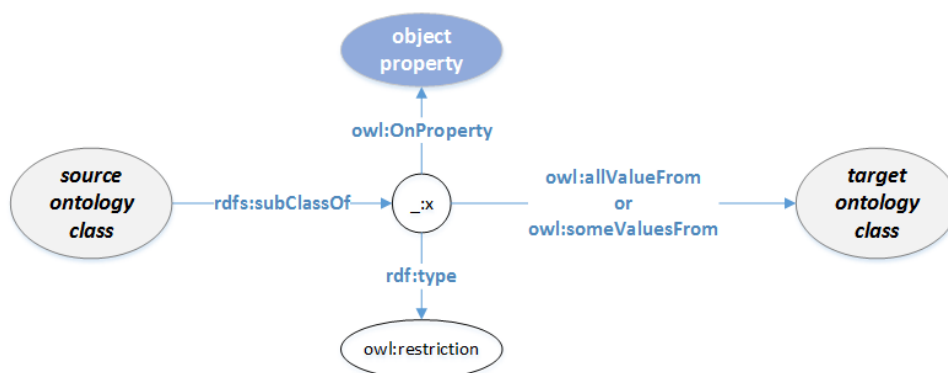 object
property
owl:OnProperty
source
ontology
class
rdfs:subClassOf
_:x
owl:allValueFrom
or
owl:someValuesFrom
target
ontology
class
rdf:type
owl:restriction